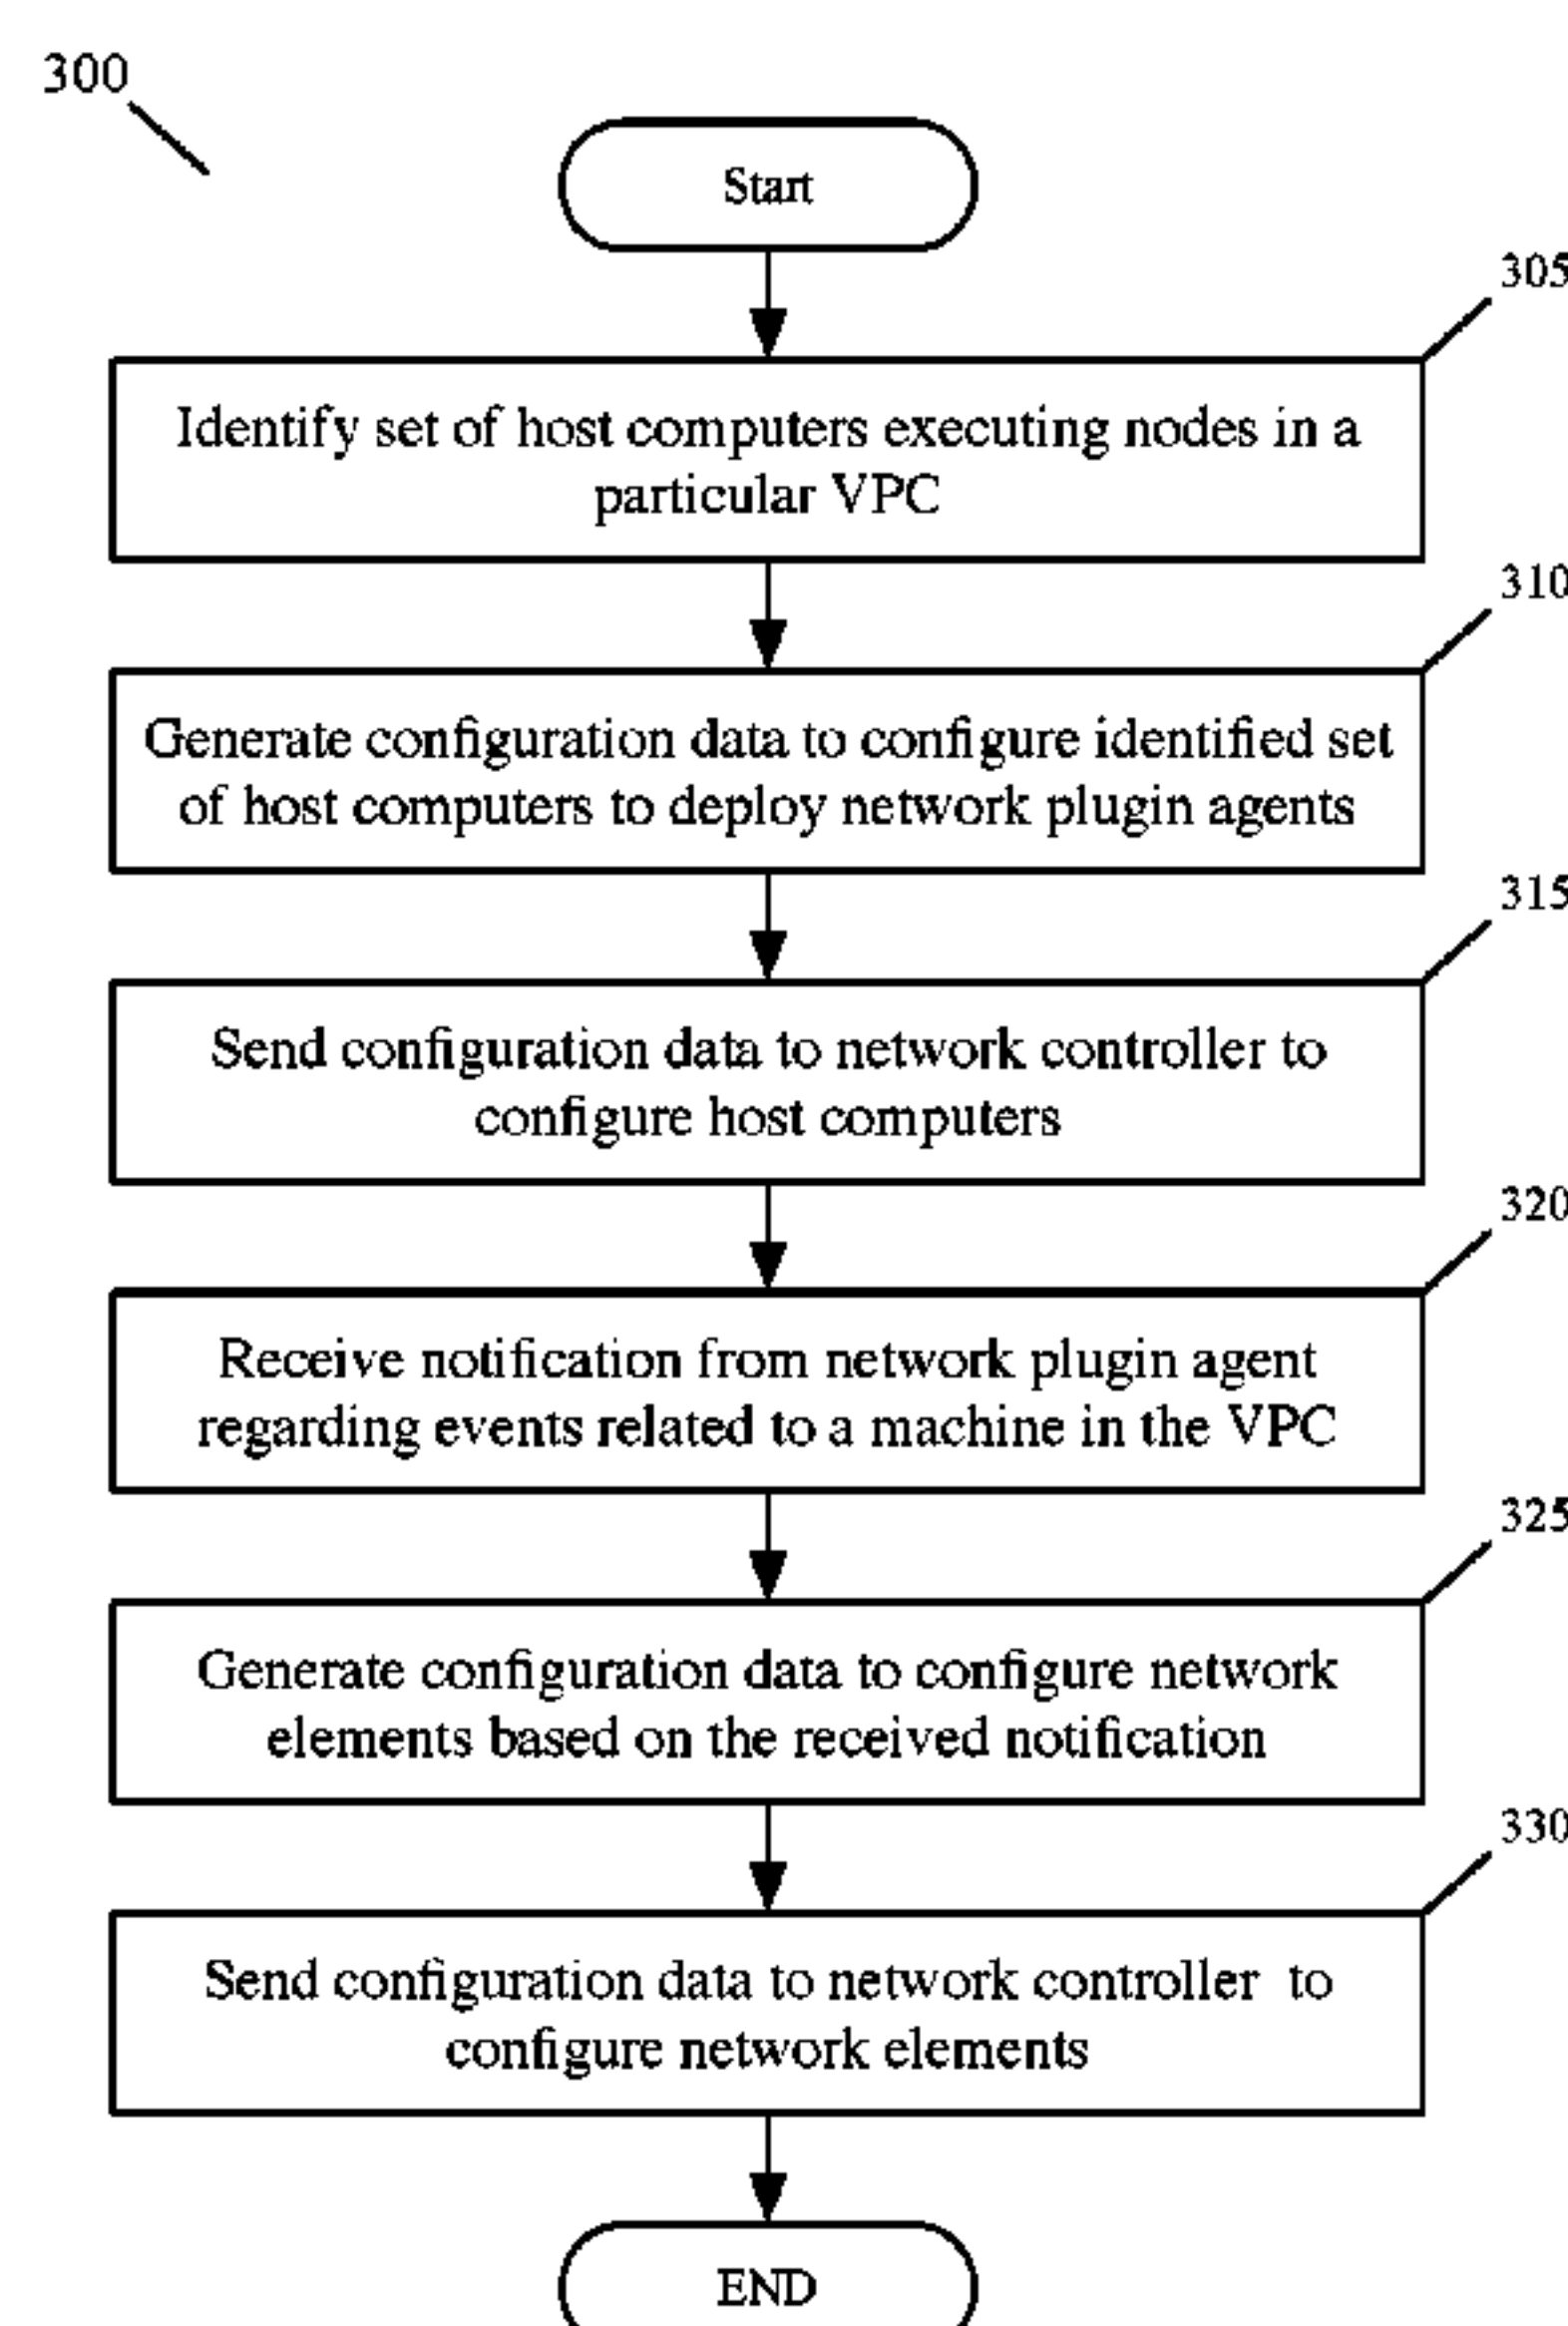 300
Start
305
Identify set of host computers executing nodes in a
particular VPC
310
Generate configuration data to configure identified set
of host computers to deploy network plugin agents
315
Send configuration data to network controller to
configure host computers
320
Receive notification from network plugin agent
regarding events related to a machine in the VPC
325
Generate configuration data to configure network
elements based on the received notification
330
Send configuration data to network controller to
configure network elements
END